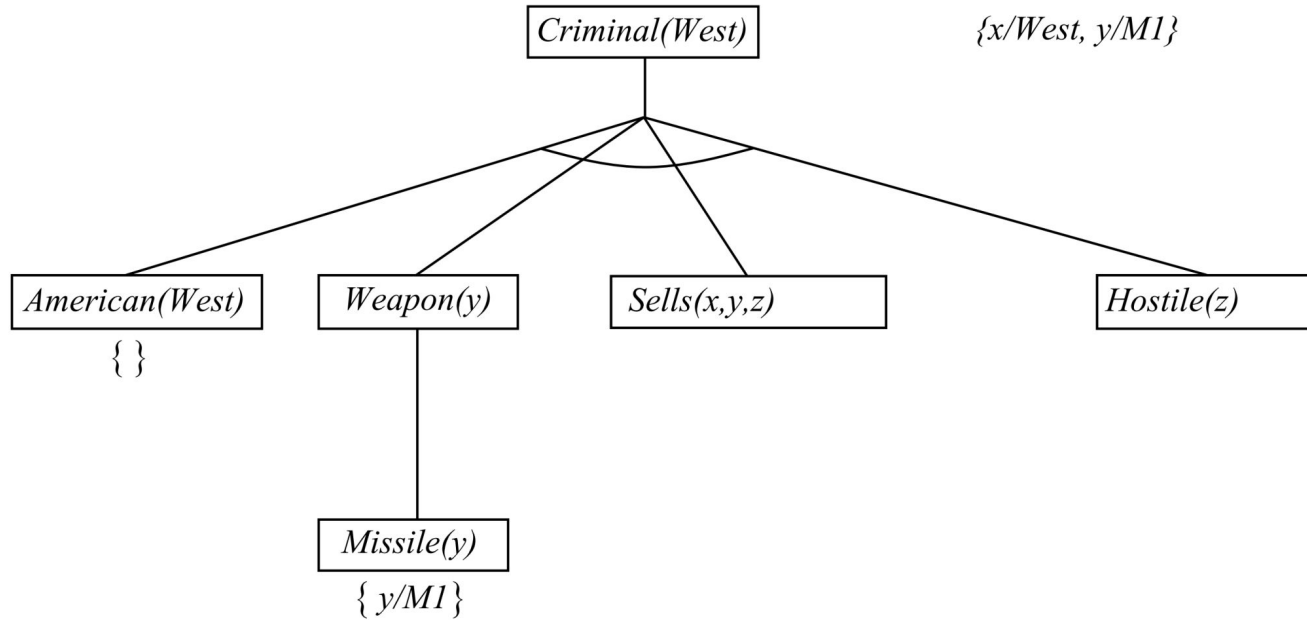 Criminal(West)
{x/West, y/M1}
American(West)
Weapon(y)
Sells(x,y,z)
Hostile(z)
{ }
Missile(y)
{ y/M1}